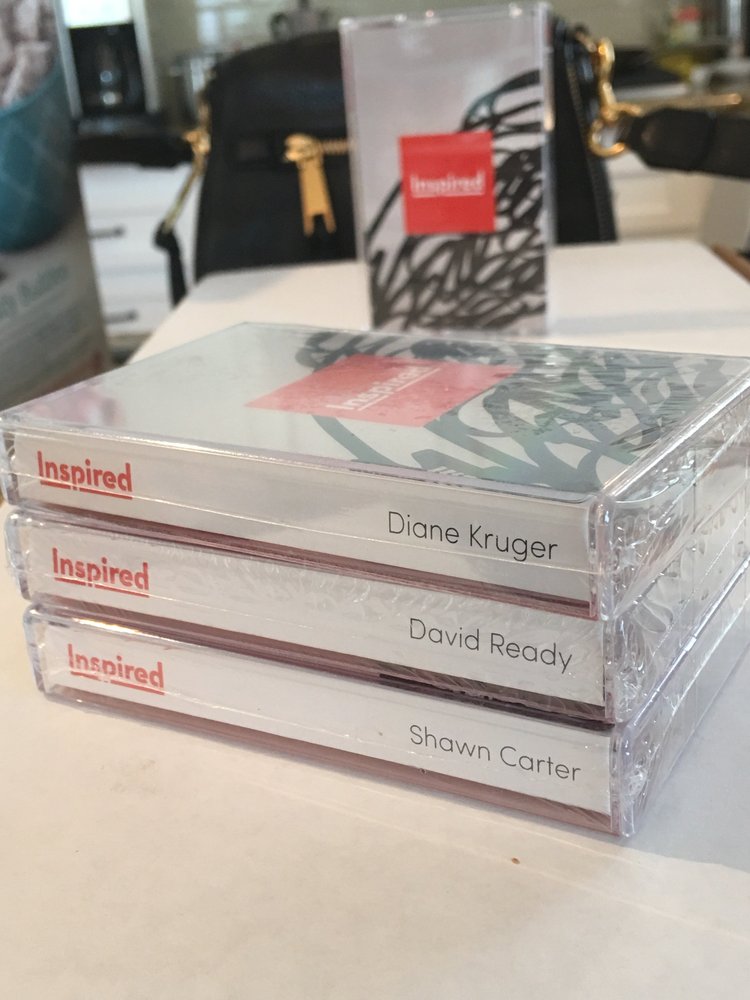 Inspired
Inspired
Inspired
Diane Kruger
Inspired
David Ready
Inspired
Shawn Carter